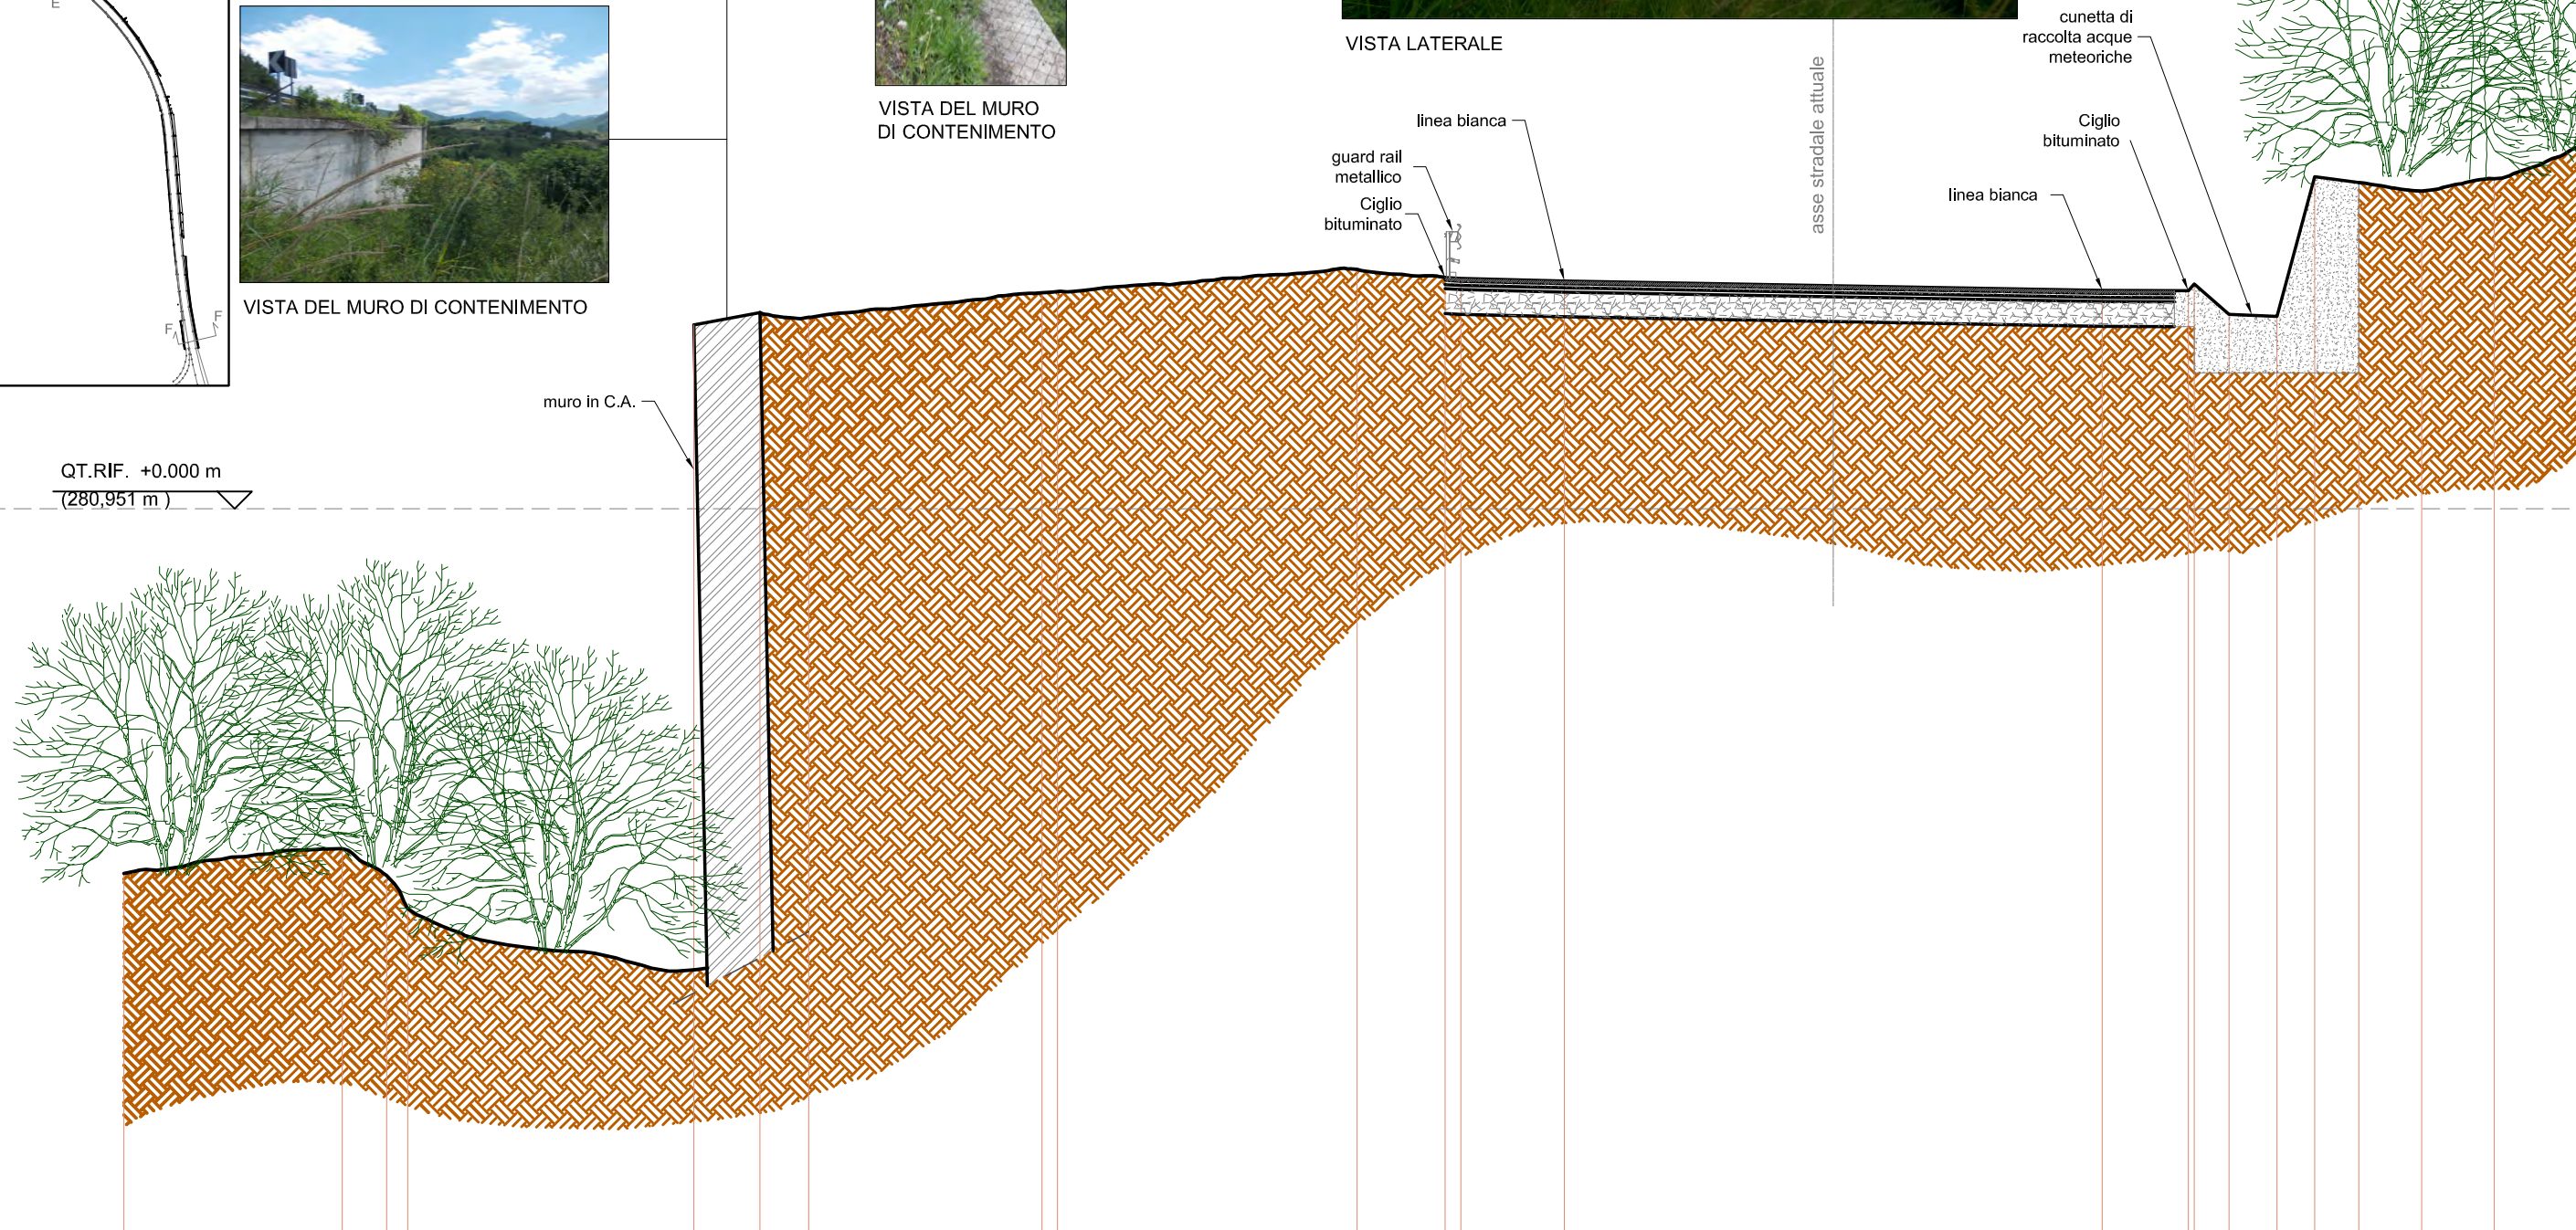 E
F
F
VISTA DEL MURO DI CONTENIMENTO
VISTA DEL MURO
DI CONTENIMENTO
VISTA LATERALE
linea bianca
guard rail
metallico
Ciglio
bituminato
asse stradale attuale
cunetta di
raccolta acque
meteoriche
Ciglio
bituminato
linea bianca
muro in C.A.
QT.RIF. +0.000 m
(280,951 m )